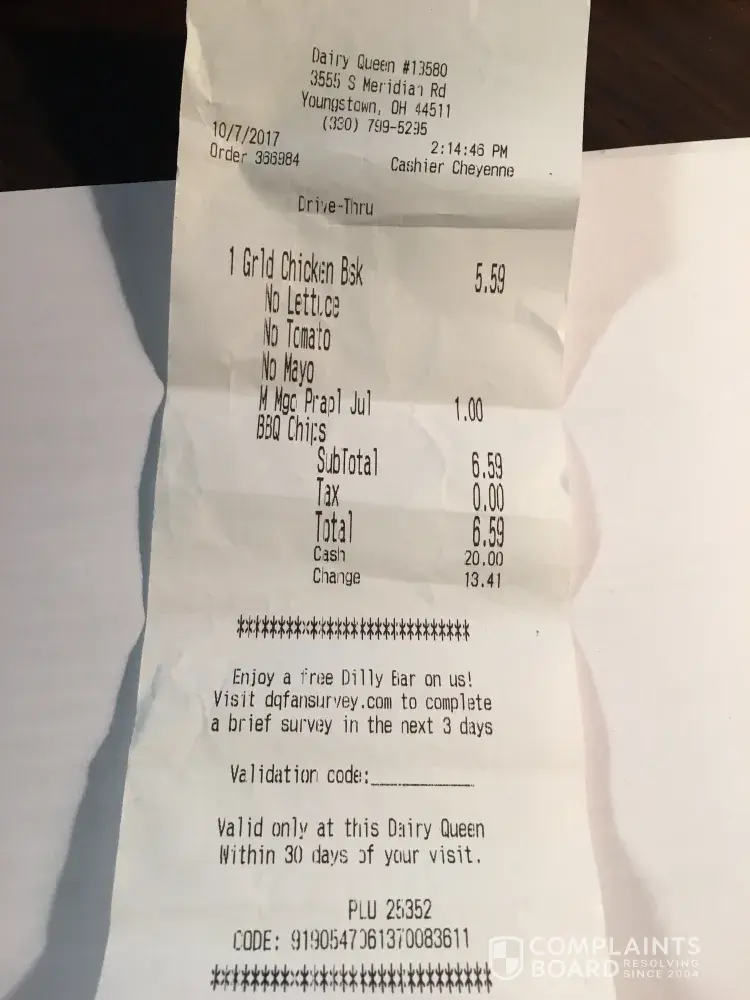 Dairy Queen #13580
3555 S Meridian Rd
Youngstown, OH 44511
(330) 799-5295
10/7/2017 2:14:46 PM
Order 366984 Cashier Cheyenne
Drive-Thru
1 Grld Chicken Bsk 5.59
No Lettuce
No Tomato
No Mayo
M Mgo Prapl Jul 1.00
BBQ Chips
SubTotal 6.59
Tax 0.00
Total 6.59
Cash 20.00
Change 13.41
*****************************
Enjoy a free Dilly Bar on us!
Visit dqfansurvey.com to complete
a brief survey in the next 3 days
Validation code:___________
Valid only at this Dairy Queen
Within 30 days of your visit.
PLU 25352
CODE: 9190547061370083611
***********************************
COMPLAINTS
BOARD RESOLVING
SINCE 2004